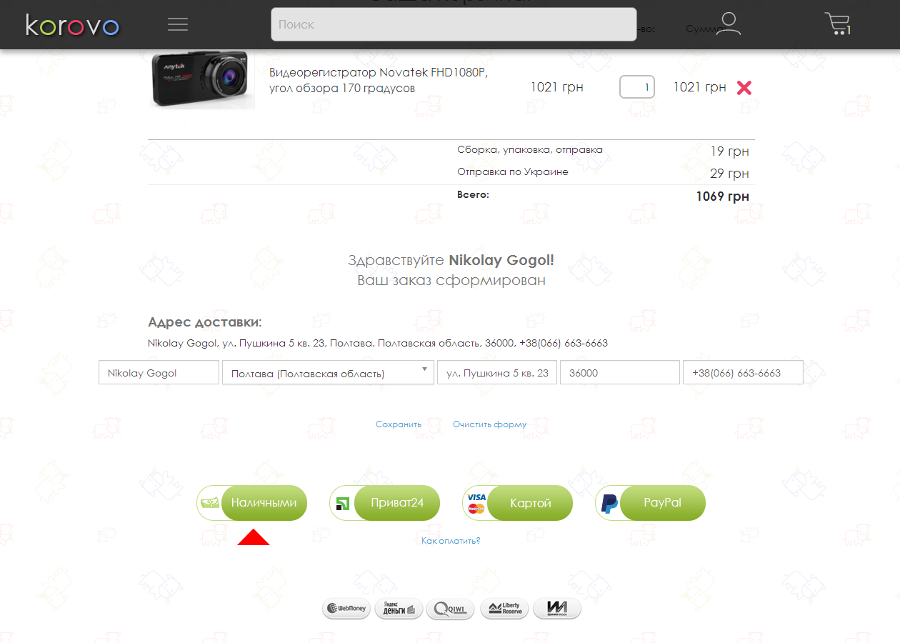 korovo
Поиск
1
Видеорегистратор Novatek FHD1080P,
угол обзора 170 градусов
1021 грн
1
1021 грн
Сборка, упаковка, отправка
19 грн
Отправка по Украине
29 грн
Всего:
1069 грн
Здравствуйте Nikolay Gogol!
Ваш заказ сформирован
Адрес доставки:
Nikolay Gogol, ул. Пушкина 5 кв. 23, Полтава, Полтавская область, 36000, +38(066) 663-6663
Nikolay Gogol
Полтава (Полтавская область)
ул. Пушкина 5 кв. 23
36000
+38(066) 663-6663
Сохранить
Очистить форму
Наличными
Приват24
VISA
Картой
PayPal
Как оплатить?
WebMoney
Яндекс
деньги
QIWI
Liberty
Reserve